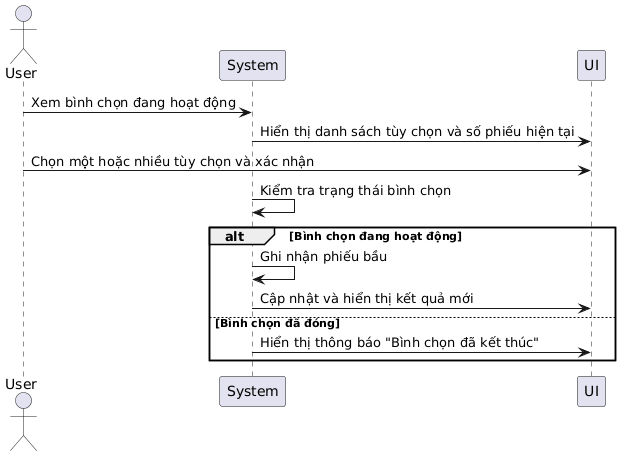 User
System
UI
Xem bình chọn đang hoạt động
Hiển thị danh sách tùy chọn và số phiếu hiện tại
Chọn một hoặc nhiều tùy chọn và xác nhận
Kiểm tra trạng thái bình chọn
alt
[Bình chọn đang hoạt động]
Ghi nhận phiếu bầu
Cập nhật và hiển thị kết quả mới
[Bình chọn đã đóng]
Hiển thị thông báo "Bình chọn đã kết thúc"
User
System
UI